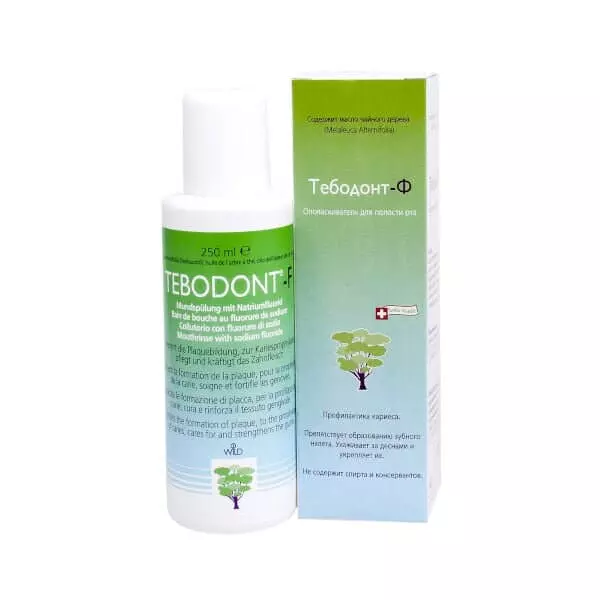 250 ml ℮
TEBODONT®-F
Mundspülung mit Natriumfluorid
Bain de bouche au fluorure de sodium
Collutorio con fluoruro di sodio
Mouthrinse with sodium fluoride
die Plaquebildung, zur Kariesprophylaxe
pflegt und kräftigt das Zahnfleisch
la formation de la plaque, pour la
de la carie, soigne et fortifie les gencives
la formazione di placca, per la
carie, cura e rinforza il tessuto gengivale
the formation of plaque, to the
caries, cares for and strengthens the
WILD
Содержит масло чайного дерева
(Melaleuca Alternifolia)
Тебодонт-Ф
Ополаскиватель для полости рта
Профилактика кариеса.
Препятствует образованию зубного
налета. Ухаживает за деснами и
укрепляет их.
Не содержит спирта и консервантов.